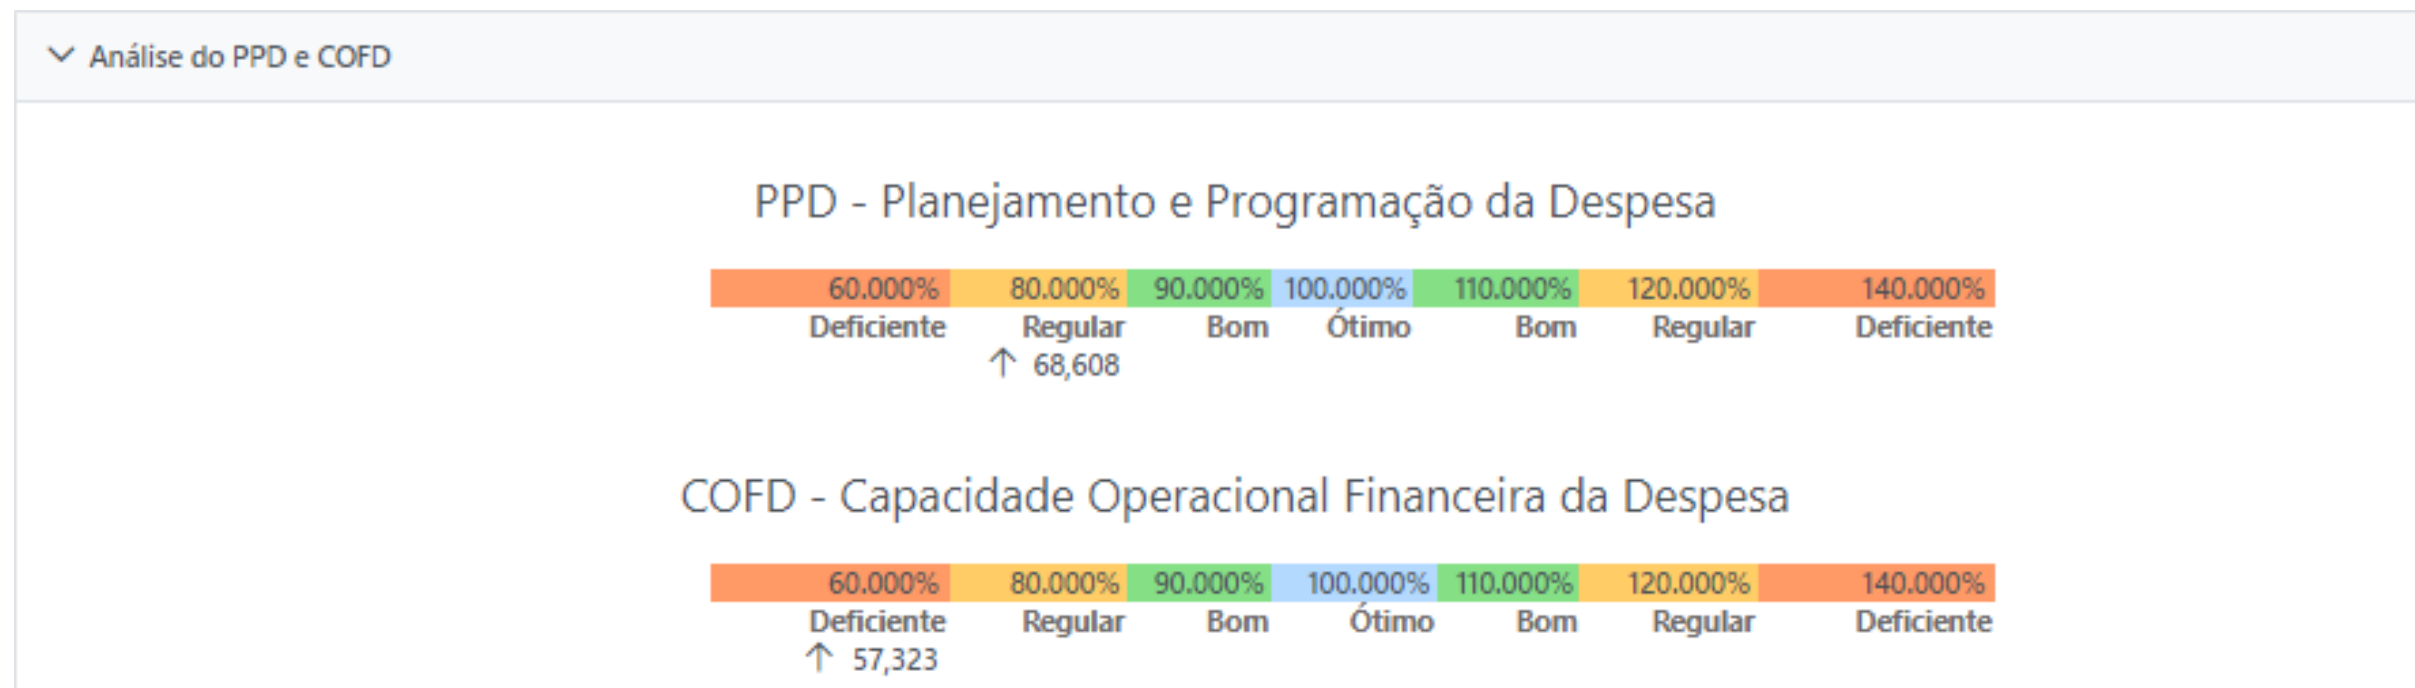 Análise do PPD e COFD
PPD - Planejamento e Programação da Despesa
60.000% 80.000% 90.000% 100.000% 110.000% 120.000% 140.000%
Deficiente Regular Bom Ótimo Bom Regular Deficiente
↑ 68,608
COFD - Capacidade Operacional Financeira da Despesa
60.000% 80.000% 90.000% 100.000% 110.000% 120.000% 140.000%
Deficiente Regular Bom Ótimo Bom Regular Deficiente
↑ 57,323